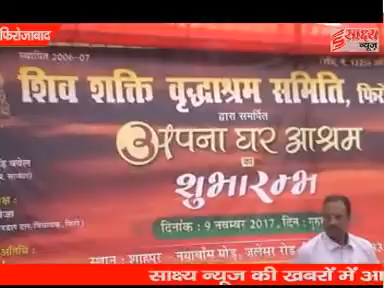 फिरोजाबाद
साक्ष्य न्यूज
स्थापित 2006-07
शिव शक्ति वृद्धाश्रम समिति, फिरो
द्वारा समर्पित
अपना घर आश्रम
का
शुभारम्भ
दिनांक : 9 नवम्बर 2017, दिन : गुरु
स्थान : शाहपुर - नयाबाँस मोड़, जलेसर रोड
साक्ष्य न्यूज की खबरों में आ